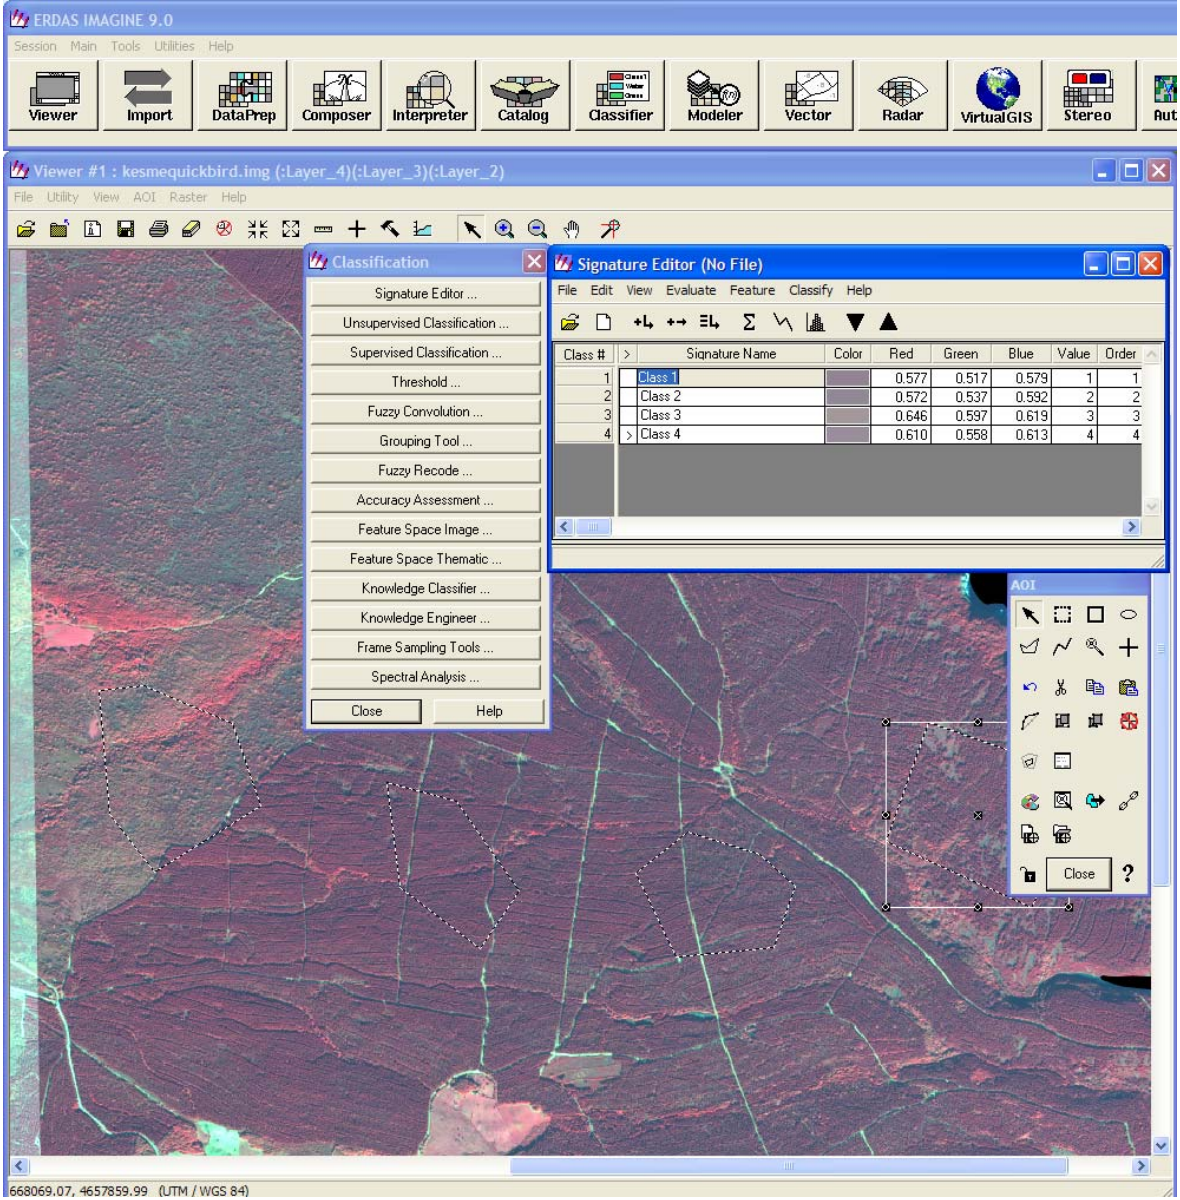 ERDAS IMAGINE 9.0
Session Main Tools Utilities Help
Viewer Import DataPrep Composer Interpreter Catalog Classifier Modeler Vector Radar VirtualGIS Stereo Aut
Viewer #1 : kesmequickbird.img (:Layer_4)(:Layer_3)(:Layer_2)
File Utility View AOI Raster Help
Classification
Signature Editor ...
Unsupervised Classification ...
Supervised Classification ...
Threshold ...
Fuzzy Convolution ...
Grouping Tool ...
Fuzzy Recode ...
Accuracy Assessment ...
Feature Space Image ...
Feature Space Thematic ...
Knowledge Classifier ...
Knowledge Engineer ...
Frame Sampling Tools ...
Spectral Analysis ...
Close Help
Signature Editor (No File)
File Edit View Evaluate Feature Classify Help
Class # > Signature Name Color Red Green Blue Value Order
1 Class 1 0.577 0.517 0.579 1 1
2 Class 2 0.572 0.537 0.592 2 2
3 Class 3 0.646 0.597 0.619 3 3
4 > Class 4 0.610 0.558 0.613 4 4
AOI
Close ?
668069.07, 4657859.99 (UTM / WGS 84)